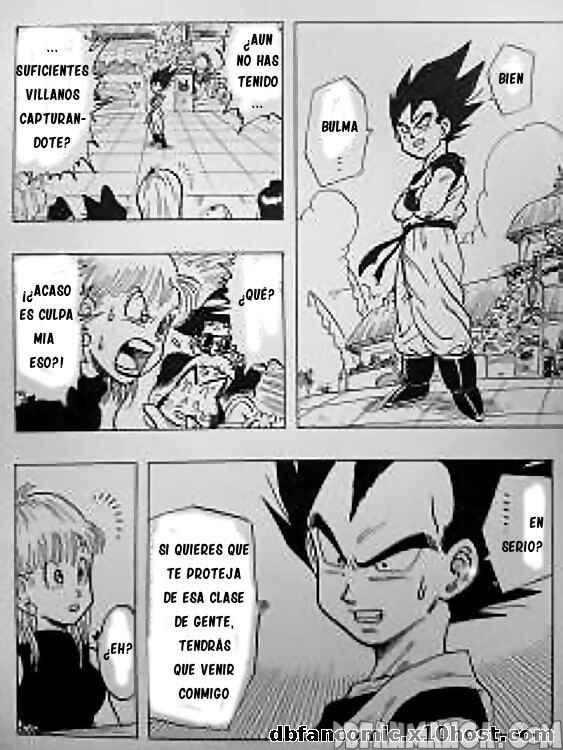 BIEN
BULMA
...
¿AUN
NO HAS
TENIDO
...
...
SUFICIENTES
VILLANOS
CAPTURAN-
DOTE?
¿QUÉ?
¡¿ACASO
ES CULPA
MIA
ESO?!
EN
SERIO?
SI QUIERES QUE
TE PROTEJA
DE ESA CLASE
DE GENTE,
TENDRÁS
QUE VENIR
CONMIGO
¿EH?
dbfancomic.x10host.com